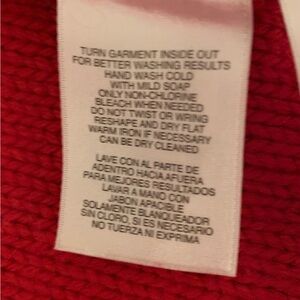 TURN GARMENT INSIDE OUT
FOR BETTER WASHING RESULTS
HAND WASH COLD
WITH MILD SOAP
ONLY NON-CHLORINE
BLEACH WHEN NEEDED
DO NOT TWIST OR WRING
RESHAPE AND DRY FLAT
WARM IRON IF NECESSARY
CAN BE DRY CLEANED
LAVE CON AL PARTE DE
ADENTRO HACIA AFUERA
PARA MEJORES RESULTADOS
LAVAR A MANO CON
JABON APACIBLE
SOLAMENTE BLANQUEADOR
SIN CLORO, SI ES NECESARIO
NO TUERZA NI EXPRIMA